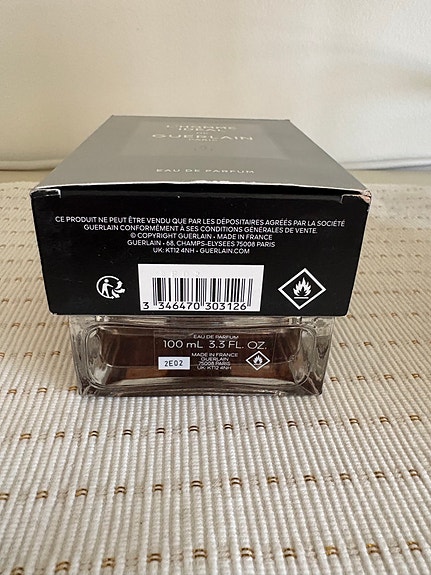 L'HOMME
IDÉAL
GUERLAIN
PARIS
EAU DE PARFUM
CE PRODUIT NE PEUT ÊTRE VENDU QUE PAR LES DÉPOSITAIRES AGRÉÉS PAR LA SOCIÉTÉ
GUERLAIN CONFORMÉMENT A SES CONDITIONS GÉNÉRALES DE VENTE.
© COPYRIGHT GUERLAIN • MADE IN FRANCE
GUERLAIN • 68, CHAMPS-ELYSEES 75008 PARIS
UK: KT12 4NH • GUERLAIN.COM
3 346470 303126
EAU DE PARFUM
100 mL 3.3 FL. OZ.
2E02
MADE IN FRANCE
GUERLAIN
75008 PARIS
UK: KT12 4NH